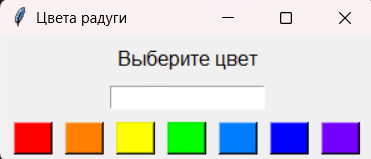 Цвета радуги
Выберите цвет